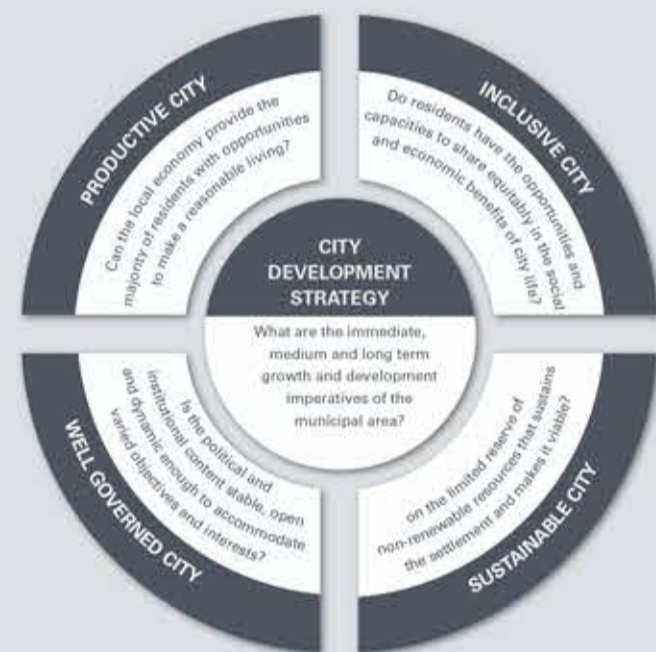 PRODUCTIVE CITY
Can the local economy provide the
majority of residents with opportunities
to make a reasonable living?
INCLUSIVE CITY
Do residents have the opportunities and
capacities to share equitably in the social
and economic benefits of city life?
CITY
DEVELOPMENT
STRATEGY
What are the immediate,
medium and long term
growth and development
imperatives of the
municipal area?
Is the political and
institutional content stable, open
and dynamic enough to accommodate
varied objectives and interests?
WELL GOVERNED CITY
on the limited reserve of
non-renewable resources that sustains
the settlement and makes it viable?
SUSTAINABLE CITY